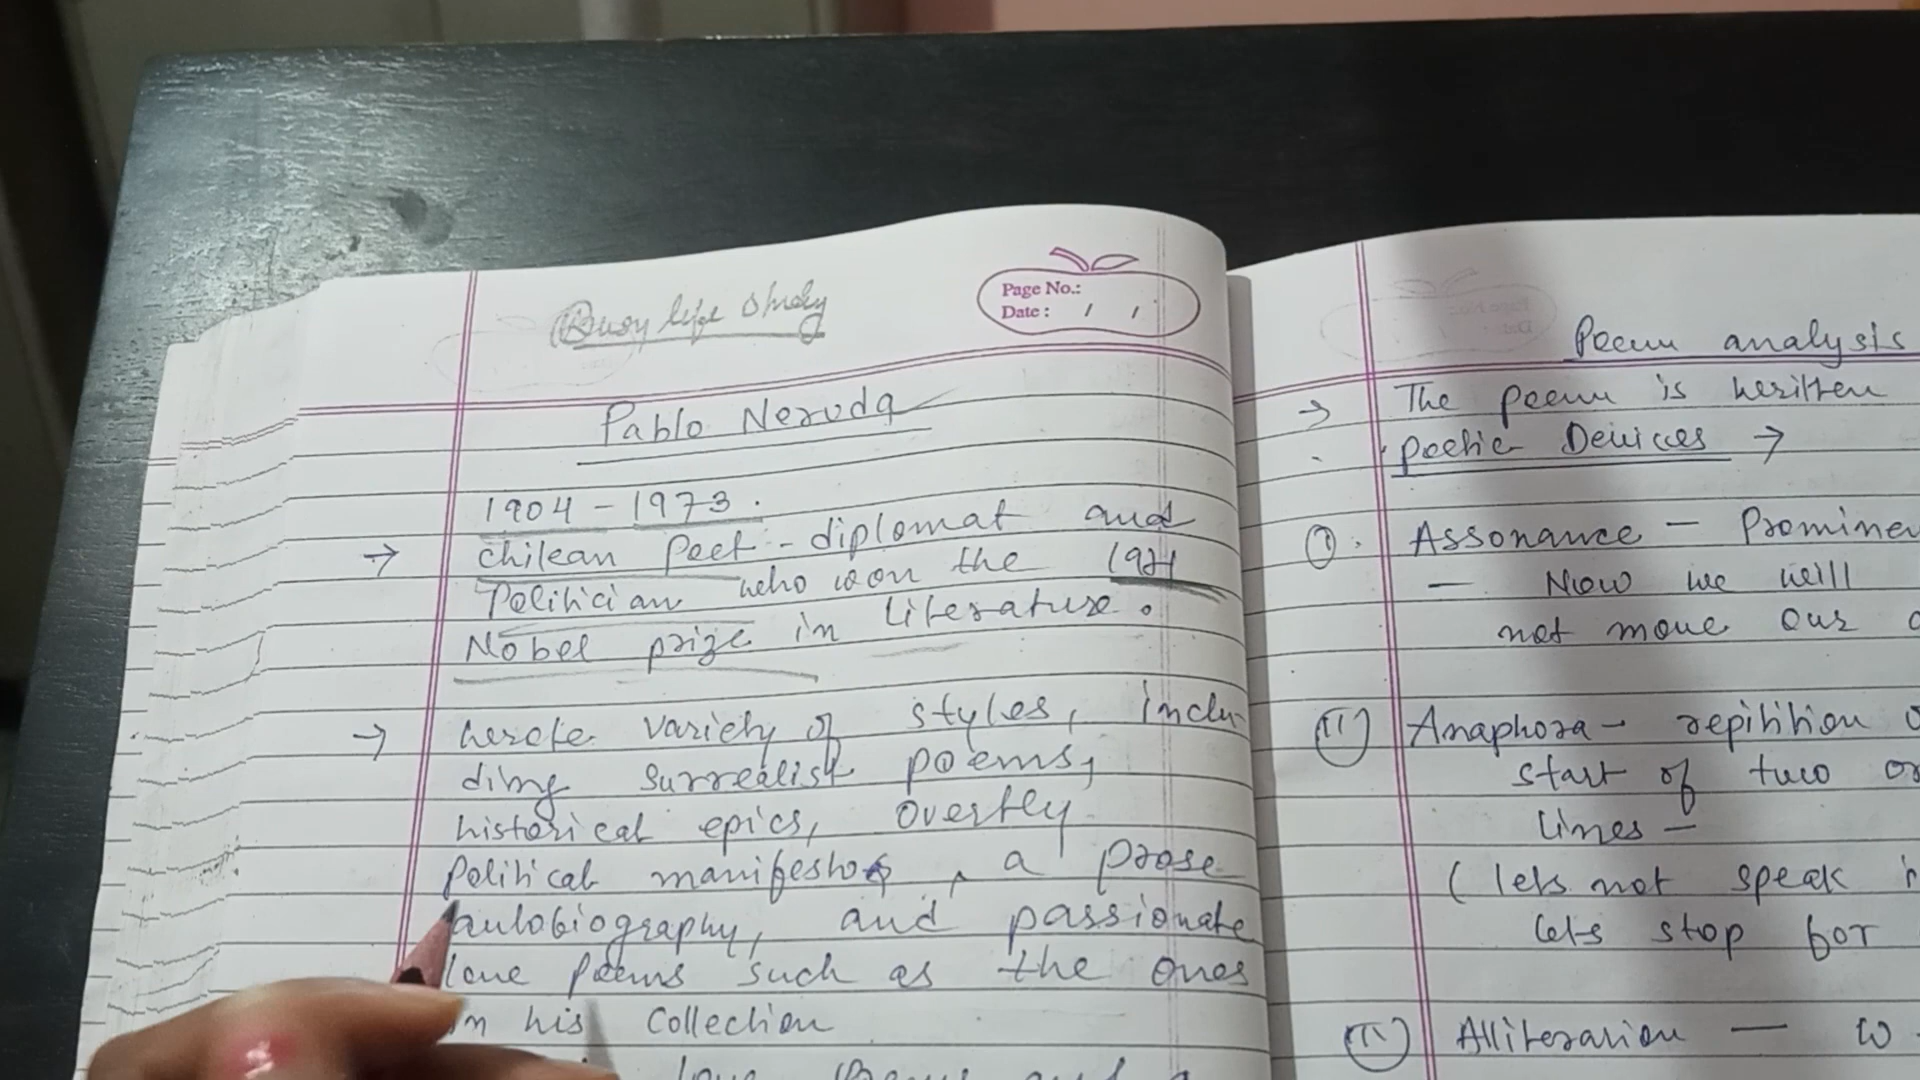 Busy life study
Page No.:
Date : / /
Pablo Neruda
1904 - 1973.
→ chilean Poet - diplomat and
Politician who won the 1971
Nobel prize in literature.
→ wrote variety of styles, inclu-
ding surrealist poems,
historical epics, overtly
Political manifestos, a prose
autobiography, and passionate
love poems such as the ones
in his collection
love
Poem analysis
→ The poem is written
Poetic Devices →
Assonance - Promine
- Now we will
not move our
(II) Anaphora - repitition o
start of two or
lines -
(lets not speak i
lets stop for
Alliteration - w